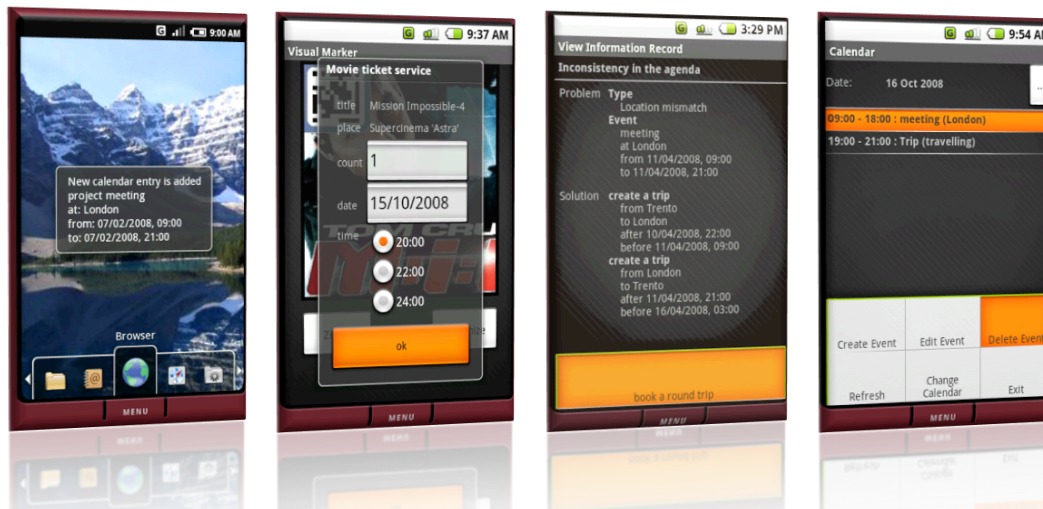 9:00 AM
New calendar entry is added
project meeting
at: London
from: 07/02/2008, 09:00
to: 07/02/2008, 21:00
Browser
MENU
G
9:37 AM
Visual Marker
Movie ticket service
title Mission Impossible-4
place Supercinema 'Astra'
count 1
date 15/10/2008
TOM CRU
time
20:00
22:00
24:00
ok
MENU
G
3:29 PM
View Information Record
Inconsistency in the agenda
Problem Type
Location mismatch
Event
meeting
at London
from 11/04/2008, 09:00
to 11/04/2008, 21:00
Solution create a trip
from Trento
to London
after 10/04/2008, 22:00
before 11/04/2008, 09:00
create a trip
from London
to Trento
after 11/04/2008, 21:00
before 16/04/2008, 03:00
book a round trip
MENU
G
9:54 AM
Calendar
Date: 16 Oct 2008
...
09:00 - 18:00 : meeting (London)
19:00 - 21:00 : Trip (travelling)
Create Event Edit Event Delete Event
Refresh Change Calendar Exit
MENU